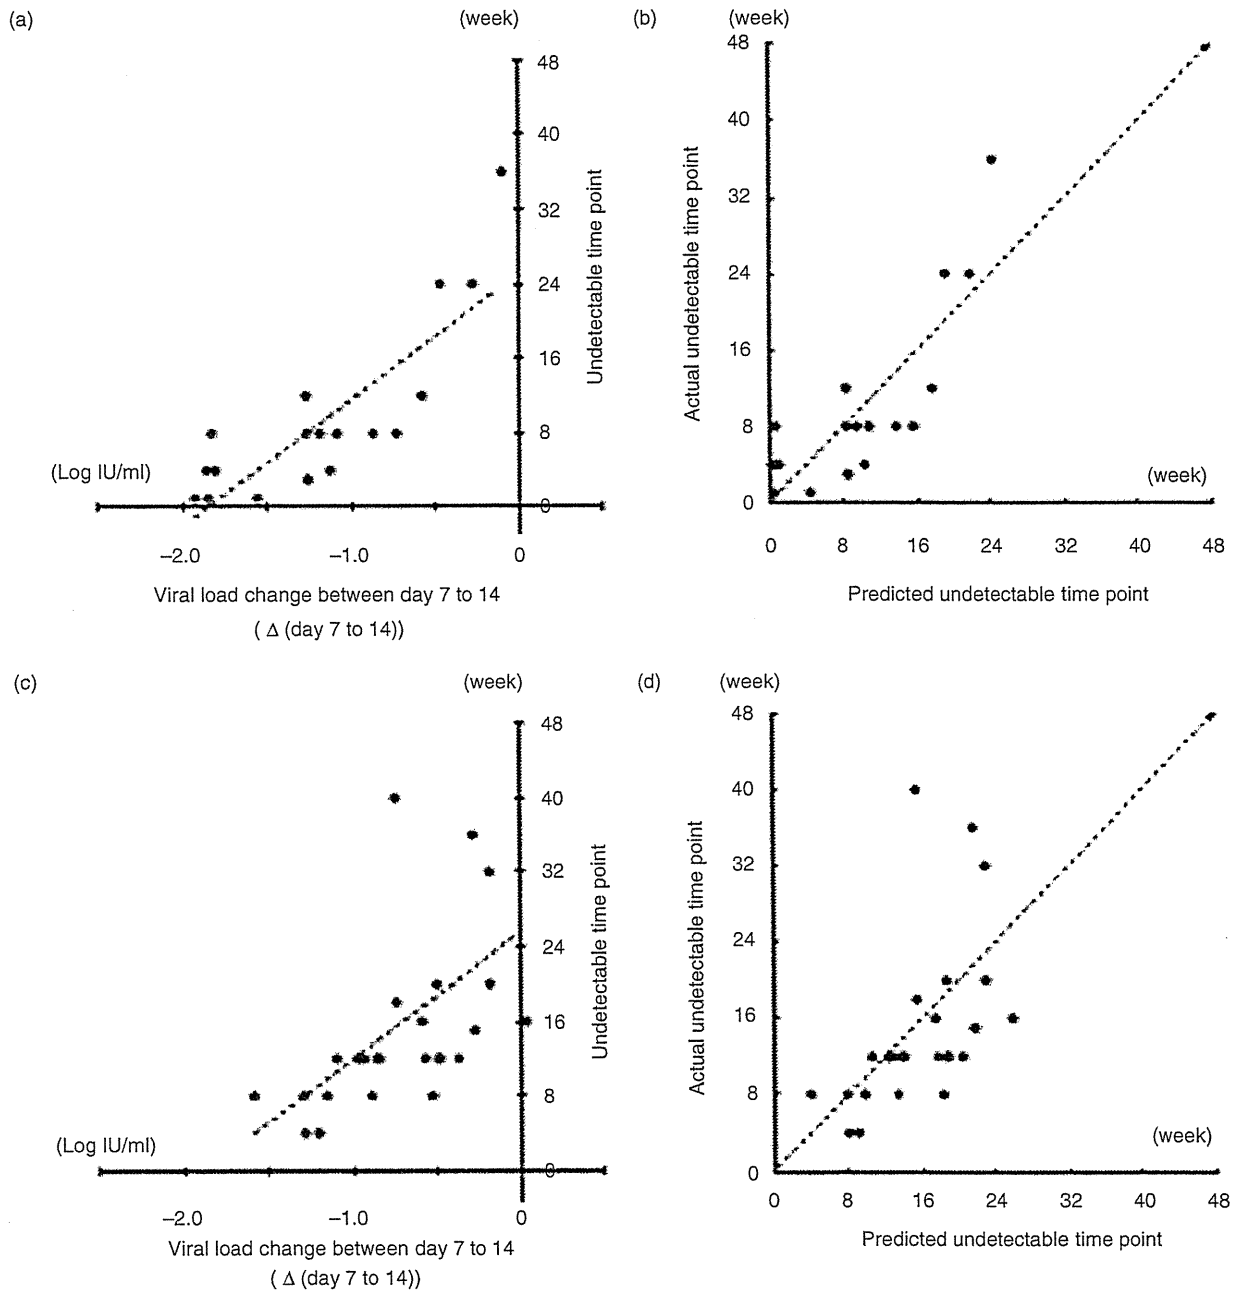 (a)
(week)
48
40
32
24
16
8
0
Undetectable time point
(Log IU/ml)
−2.0 −1.0 0
Viral load change between day 7 to 14
( Δ (day 7 to 14))
(b)
(week)
48
40
32
24
16
8
0
Actual undetectable time point
(week)
0 8 16 24 32 40 48
Predicted undetectable time point
(c)
(week)
48
40
32
24
16
8
0
Undetectable time point
(Log IU/ml)
−2.0 −1.0 0
Viral load change between day 7 to 14
( Δ (day 7 to 14))
(d)
(week)
48
40
32
24
16
8
0
Actual undetectable time point
(week)
0 8 16 24 32 40 48
Predicted undetectable time point